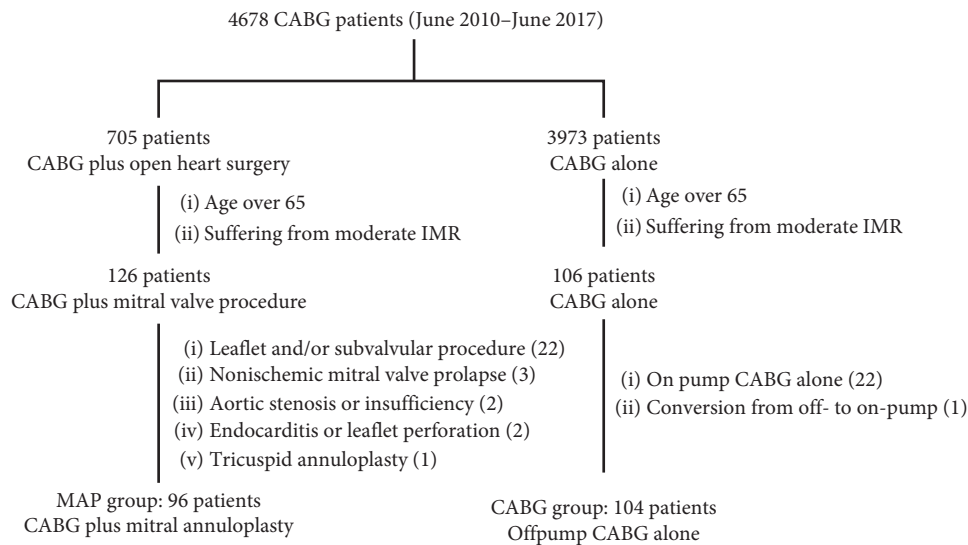 4678 CABG patients (June 2010–June 2017)
705 patients
CABG plus open heart surgery
(i) Age over 65
(ii) Suffering from moderate IMR
126 patients
CABG plus mitral valve procedure
(i) Leaflet and/or subvalvular procedure (22)
(ii) Nonischemic mitral valve prolapse (3)
(iii) Aortic stenosis or insufficiency (2)
(iv) Endocarditis or leaflet perforation (2)
(v) Tricuspid annuloplasty (1)
MAP group: 96 patients
CABG plus mitral annuloplasty
3973 patients
CABG alone
(i) Age over 65
(ii) Suffering from moderate IMR
106 patients
CABG alone
(i) On pump CABG alone (22)
(ii) Conversion from off- to on-pump (1)
CABG group: 104 patients
Offpump CABG alone